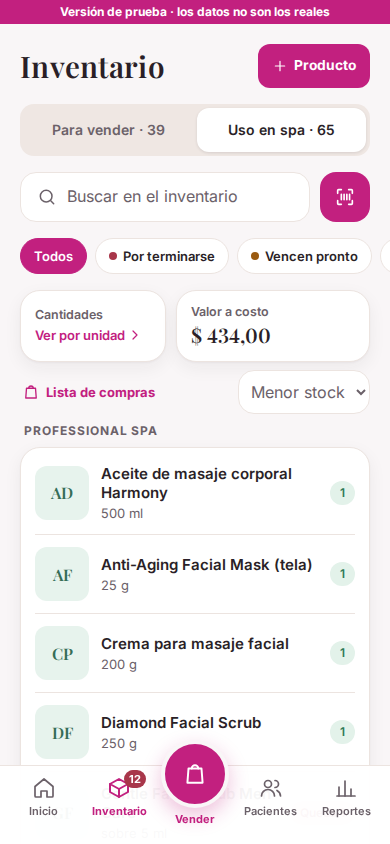 Versión de prueba · los datos no son los reales
Inventario
Producto
Para vender · 39
Uso en spa · 65
Buscar en el inventario
Todos
Por terminarse
Vencen pronto
Cantidades
Ver por unidad
Valor a costo
$ 434,00
Lista de compras
Menor stock
PROFESSIONAL SPA
AD
Aceite de masaje corporal
Harmony
500 ml
1
AF
Anti-Aging Facial Mask (tela)
25 g
1
CP
Crema para masaje facial
200 g
1
DF
Diamond Facial Scrub
250 g
1
Inicio
12
Inventario
Vender
Pacientes
Reportes